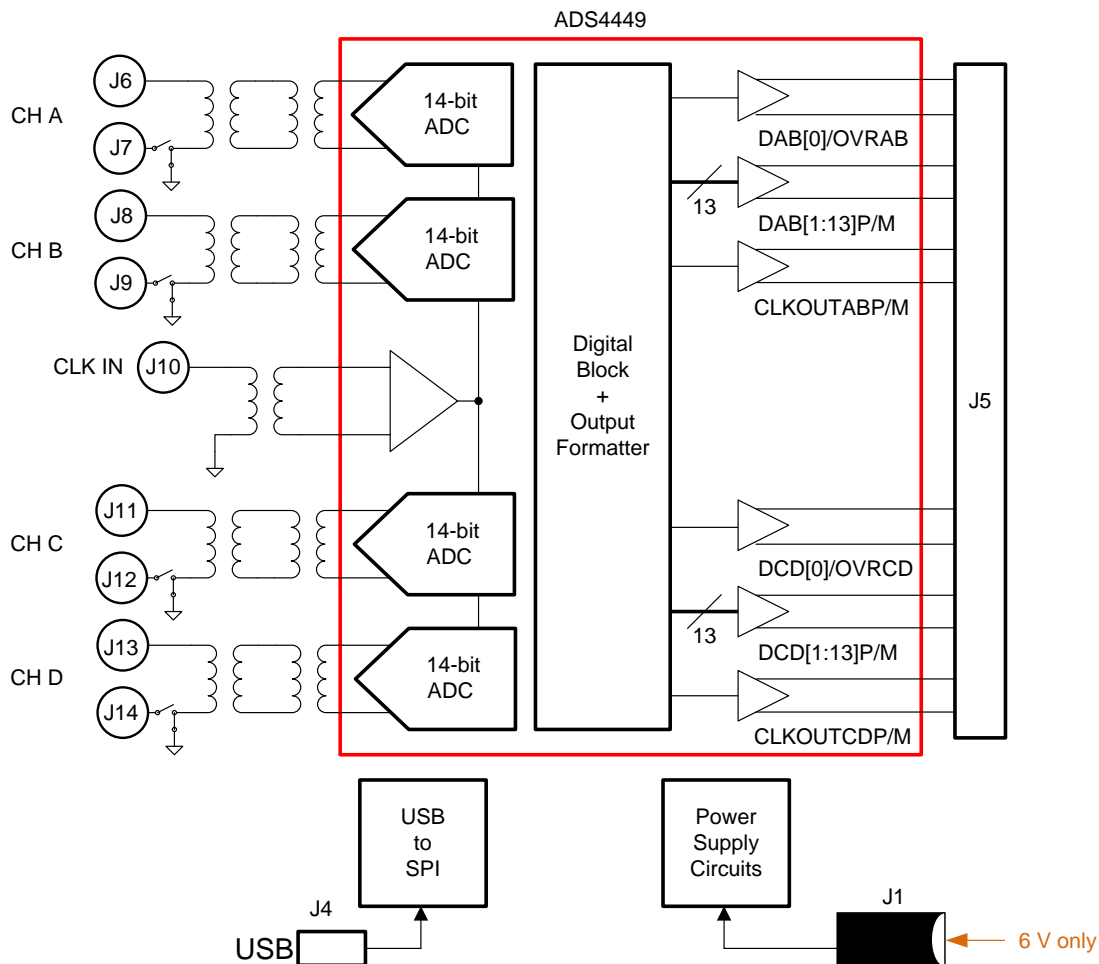 ADS4449
J6
CH A
J7
14-bit
ADC
J8
CH B
J9
14-bit
ADC
CLK IN
J10
J11
CH C
J12
14-bit
ADC
J13
CH D
J14
14-bit
ADC
Digital
Block
+
Output
Formatter
DAB[0]/OVRAB
13
DAB[1:13]P/M
CLKOUTABP/M
DCD[0]/OVRCD
13
DCD[1:13]P/M
CLKOUTCDP/M
J5
USB
to
SPI
J4
USB
Power
Supply
Circuits
J1
6 V only